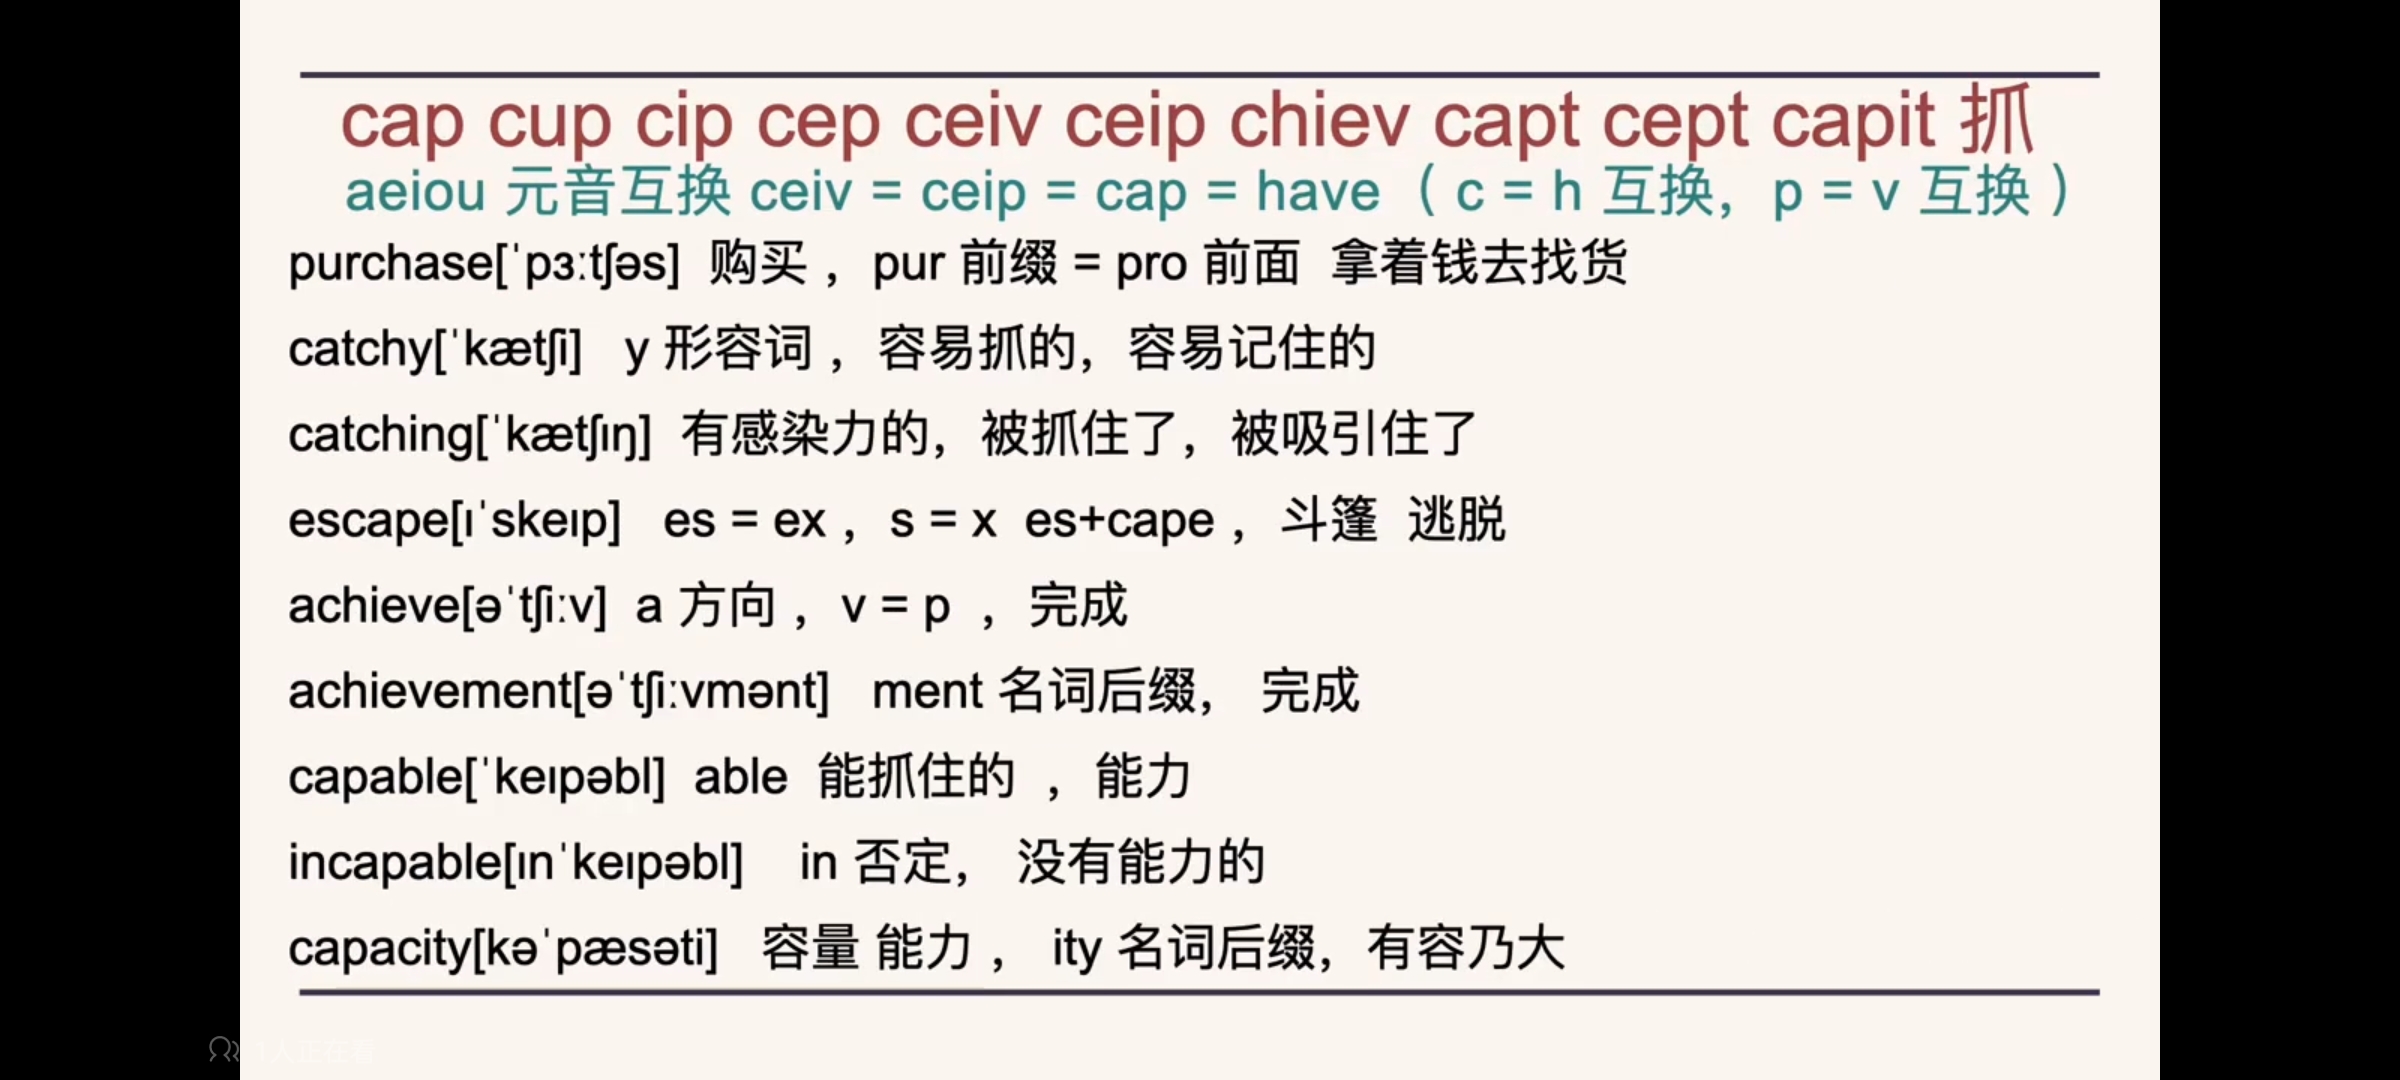 cap cup cip cep ceiv ceip chiev capt cept capit 抓
aeiou 元音互换 ceiv = ceip = cap = have（ c = h 互换，p = v 互换 ）
purchase[ˈpɜːtʃəs] 购买 ，pur 前缀 = pro 前面 拿着钱去找货
catchy[ˈkætʃi] y 形容词 ，容易抓的，容易记住的
catching[ˈkætʃɪŋ] 有感染力的，被抓住了，被吸引住了
escape[ɪˈskeɪp] es = ex ，s = x es+cape ，斗篷 逃脱
achieve[əˈtʃiːv] a 方向 ，v = p ，完成
achievement[əˈtʃiːvmənt] ment 名词后缀， 完成
capable[ˈkeɪpəbl] able 能抓住的 ，能力
incapable[ɪnˈkeɪpəbl] in 否定， 没有能力的
capacity[kəˈpæsəti] 容量 能力 ， ity 名词后缀，有容乃大
1人正在看